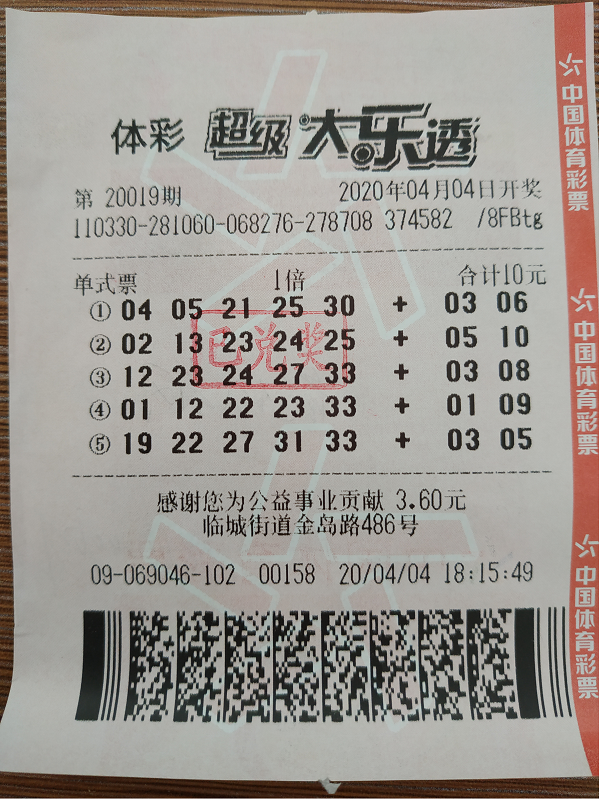 体彩 超级大乐透
第 20019期 2020年04月04日开奖
110330-281060-068276-278708 374582 /8FBtg
单式票 1倍 合计10元
① 04 05 21 25 30 + 03 06
② 02 13 23 24 25 + 05 10
③ 12 23 24 27 33 + 03 08
④ 01 12 22 23 33 + 01 09
⑤ 19 22 27 31 33 + 03 05
已兑奖
感谢您为公益事业贡献 3.60元
临城街道金岛路486号
09-069046-102 00158 20/04/04 18:15:49
中国体育彩票
中国体育彩票
中国体育彩票